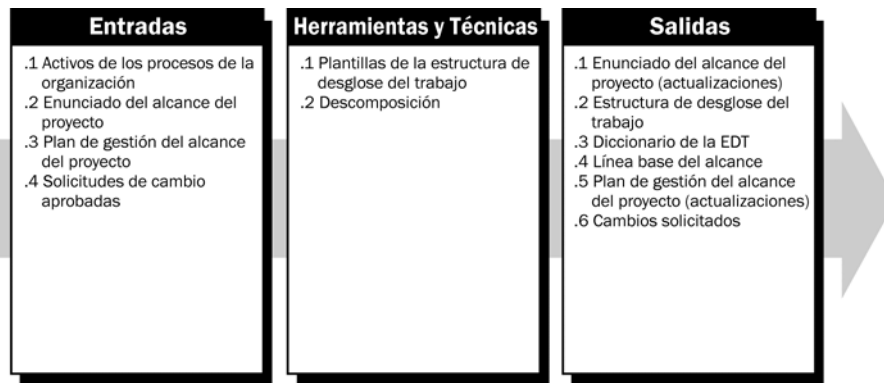 Entradas
.1 Activos de los procesos de la
organización
.2 Enunciado del alcance del
proyecto
.3 Plan de gestión del alcance
del proyecto
.4 Solicitudes de cambio
aprobadas
Herramientas y Técnicas
.1 Plantillas de la estructura de
desglose del trabajo
.2 Descomposición
Salidas
.1 Enunciado del alcance del
proyecto (actualizaciones)
.2 Estructura de desglose del
trabajo
.3 Diccionario de la EDT
.4 Línea base del alcance
.5 Plan de gestión del alcance
del proyecto (actualizaciones)
.6 Cambios solicitados